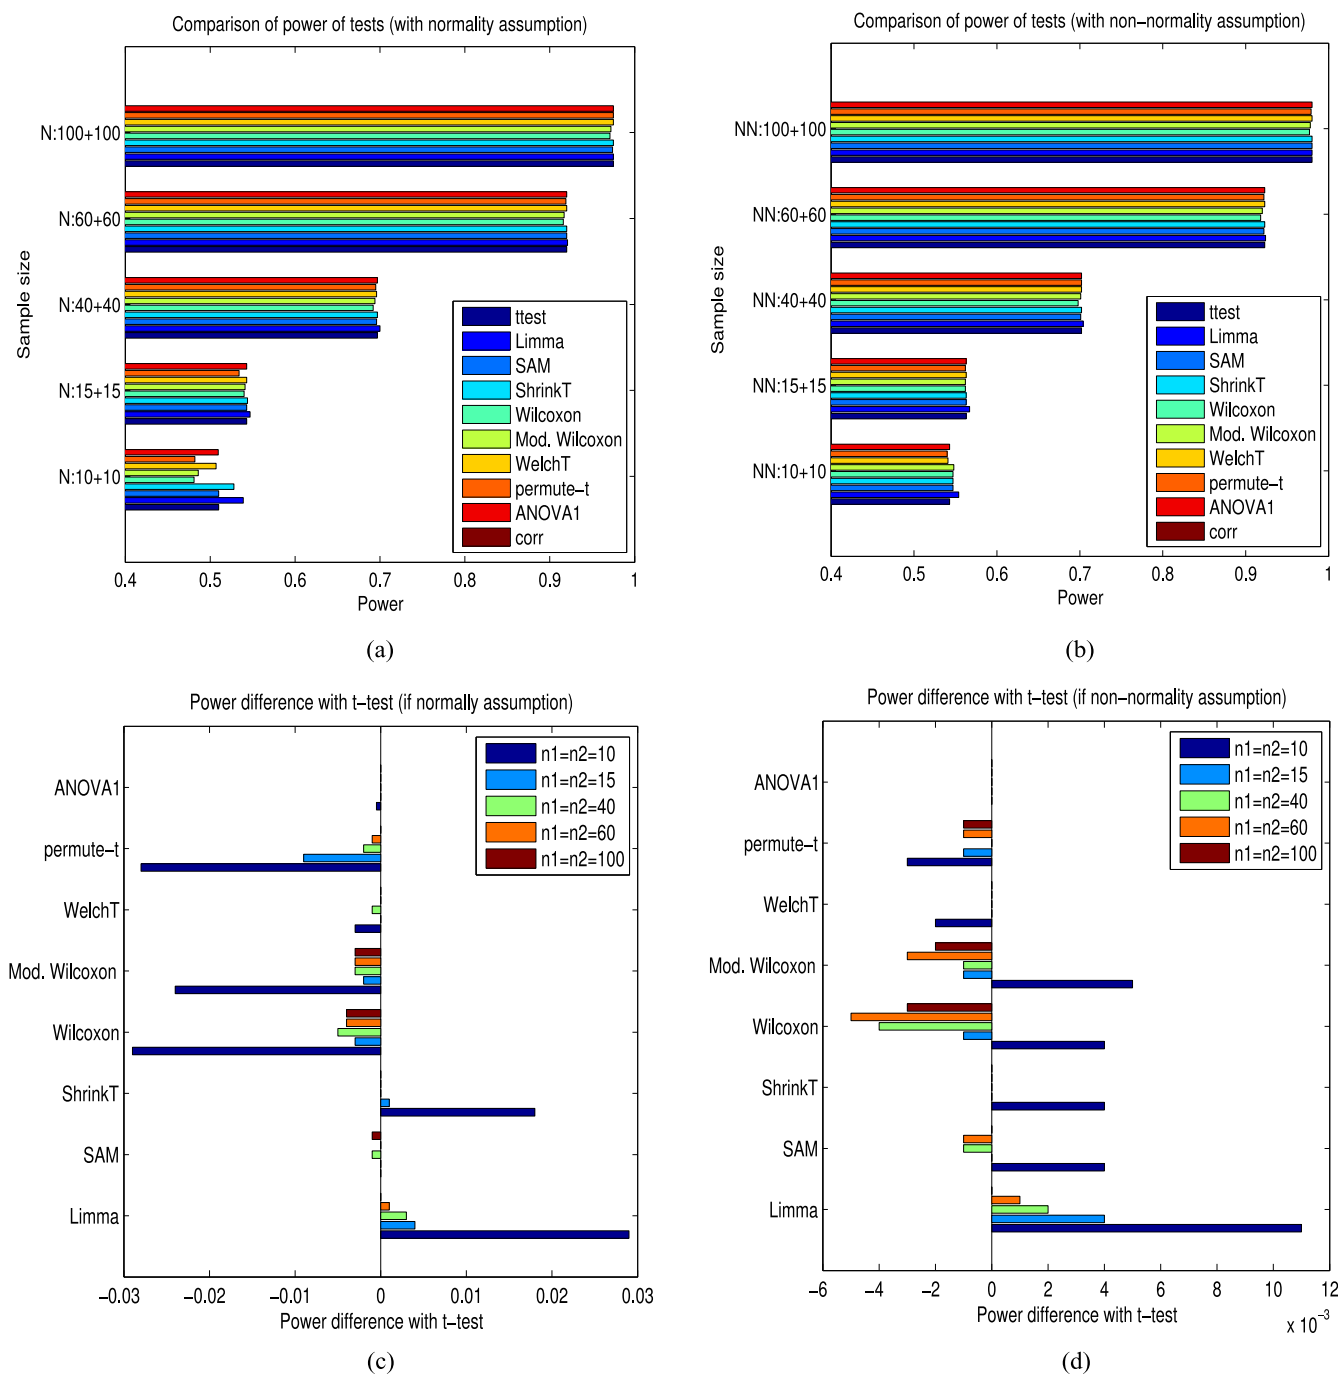 Comparison of power of tests (with normality assumption)
Sample size
N:100+100
N:60+60
N:40+40
N:15+15
N:10+10
ttest
Limma
SAM
ShrinkT
Wilcoxon
Mod. Wilcoxon
WelchT
permute-t
ANOVA1
corr
0.4 0.5 0.6 0.7 0.8 0.9 1
Power
(a)
Comparison of power of tests (with non-normality assumption)
Sample size
NN:100+100
NN:60+60
NN:40+40
NN:15+15
NN:10+10
ttest
Limma
SAM
ShrinkT
Wilcoxon
Mod. Wilcoxon
WelchT
permute-t
ANOVA1
corr
0.4 0.5 0.6 0.7 0.8 0.9 1
Power
(b)
Power difference with t-test (if normally assumption)
ANOVA1
permute-t
WelchT
Mod. Wilcoxon
Wilcoxon
ShrinkT
SAM
Limma
n1=n2=10
n1=n2=15
n1=n2=40
n1=n2=60
n1=n2=100
-0.03 -0.02 -0.01 0 0.01 0.02 0.03
Power difference with t-test
(c)
Power difference with t-test (if non-normality assumption)
ANOVA1
permute-t
WelchT
Mod. Wilcoxon
Wilcoxon
ShrinkT
SAM
Limma
n1=n2=10
n1=n2=15
n1=n2=40
n1=n2=60
n1=n2=100
-6 -4 -2 0 2 4 6 8 10 12
Power difference with t-test
x 10⁻³
(d)